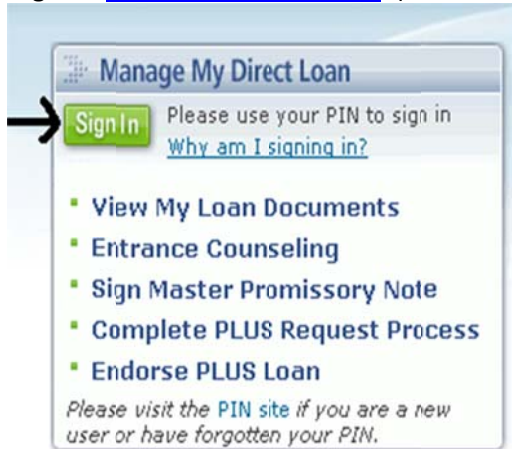 Manage My Direct Loan
Sign In
Please use your PIN to sign in
Why am I signing in?
View My Loan Documents
Entrance Counseling
Sign Master Promissory Note
Complete PLUS Request Process
Endorse PLUS Loan
Please visit the PIN site if you are a new
user or have forgotten your PIN.